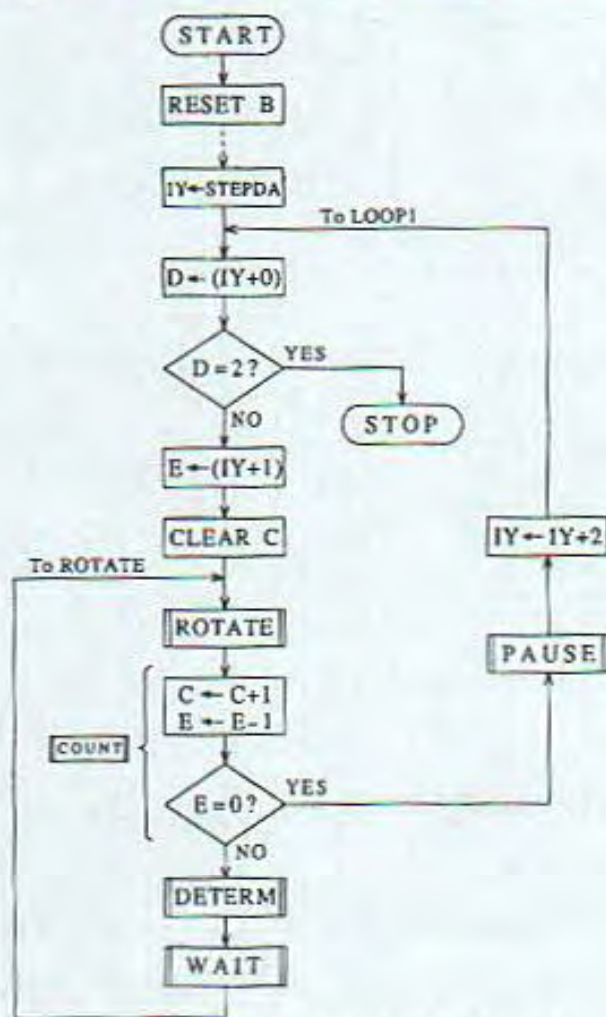 START
RESET B
IY←STEPDA
To LOOP1
D←(IY+0)
D=2?
YES
STOP
NO
E←(IY+1)
CLEAR C
IY←1Y+2
To ROTATE
ROTATE
PAUSE
C←C+1
E←E-1
COUNT
E=0?
YES
NO
DETERM
WAIT